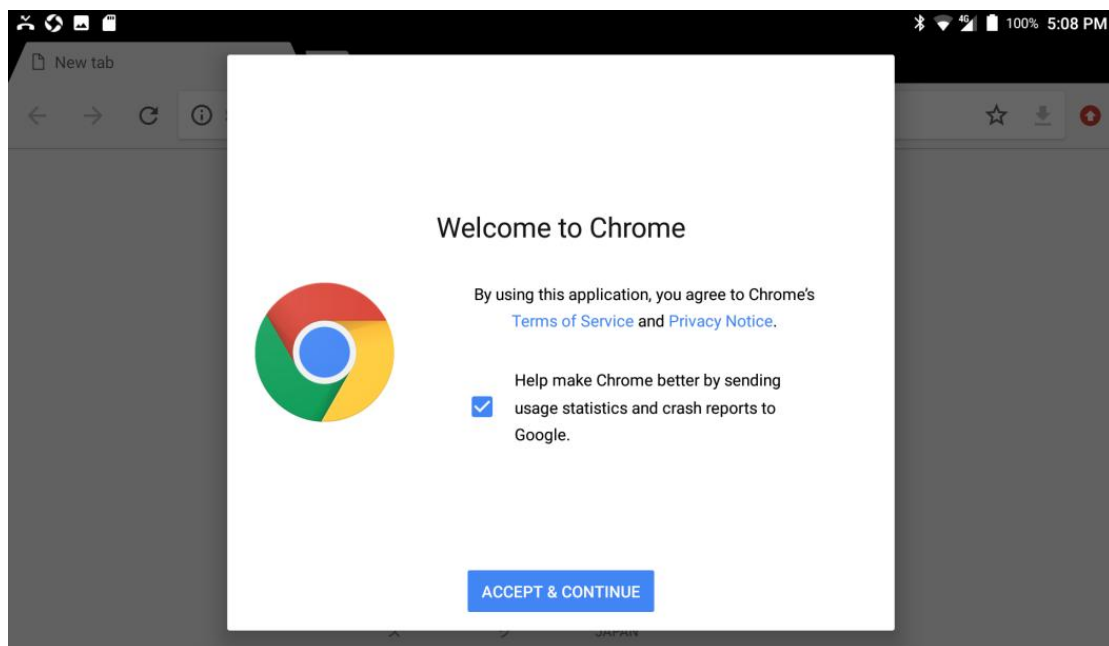 4G 100% 5:08 PM
New tab
Welcome to Chrome
By using this application, you agree to Chrome's
Terms of Service and Privacy Notice.
Help make Chrome better by sending
usage statistics and crash reports to
Google.
ACCEPT & CONTINUE
JAPAN